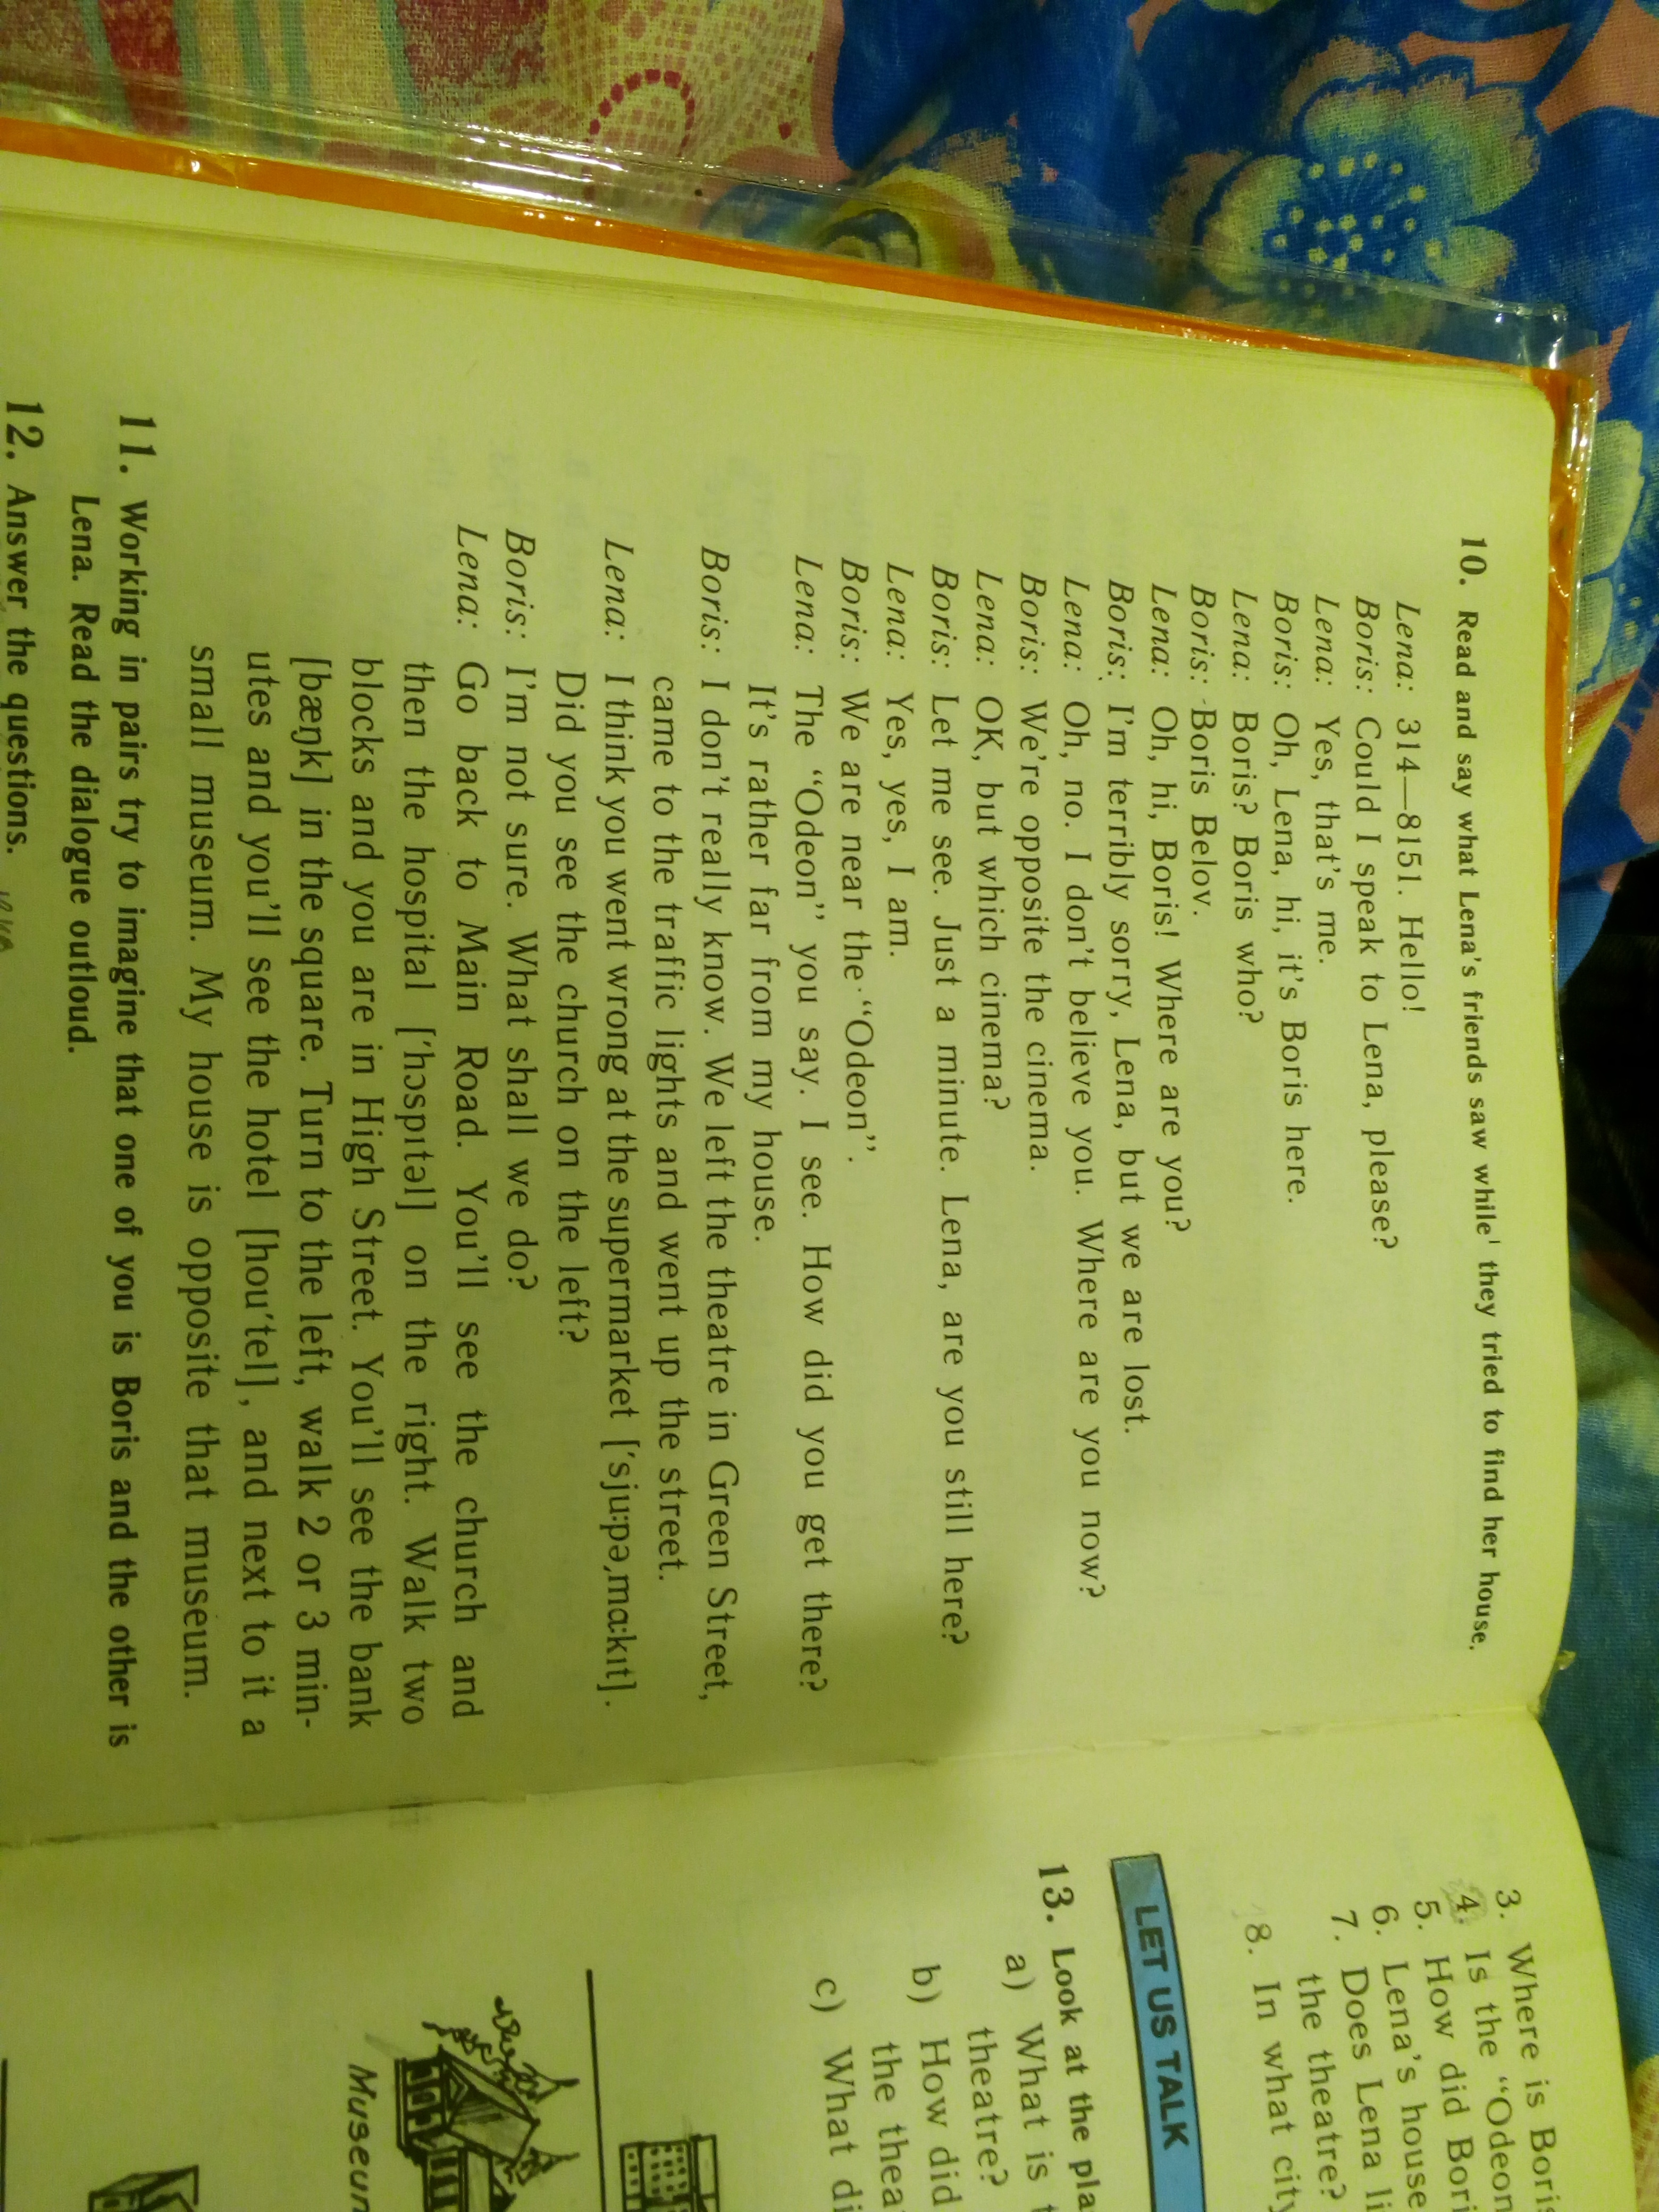 10. Read and say what Lena's friends saw while¹ they tried to find her house.
Lena: 314—8151. Hello!
Boris: Could I speak to Lena, please?
Lena: Yes, that's me.
Boris: Oh, Lena, hi, it's Boris here.
Lena: Boris? Boris who?
Boris: Boris Belov.
Lena: Oh, hi, Boris! Where are you?
Boris: I'm terribly sorry, Lena, but we are lost.
Lena: Oh, no. I don't believe you. Where are you now?
Boris: We're opposite the cinema.
Lena: OK, but which cinema?
Boris: Let me see. Just a minute. Lena, are you still here?
Lena: Yes, yes, I am.
Boris: We are near the "Odeon".
Lena: The "Odeon" you say. I see. How did you get there?
It's rather far from my house.
Boris: I don't really know. We left the theatre in Green Street,
came to the traffic lights and went up the street.
Lena: I think you went wrong at the supermarket ['sju:pə,mɑ:kıt].
Did you see the church on the left?
Boris: I'm not sure. What shall we do?
Lena: Go back to Main Road. You'll see the church and
then the hospital ['hɔspıtəl] on the right. Walk two
blocks and you are in High Street. You'll see the bank
[bæŋk] in the square. Turn to the left, walk 2 or 3 min-
utes and you'll see the hotel [hou'tel], and next to it a
small museum. My house is opposite that museum.
11. Working in pairs try to imagine that one of you is Boris and the other is
Lena. Read the dialogue outloud.
12. Answer the questions.
3. Where is Boris
4. Is the "Odeon
5. How did Bori
6. Lena's house
7. Does Lena li
the theatre?
8. In what city
LET US TALK
13. Look at the pla
a) What is t
theatre?
b) How did
the thea
c) What di
Museum